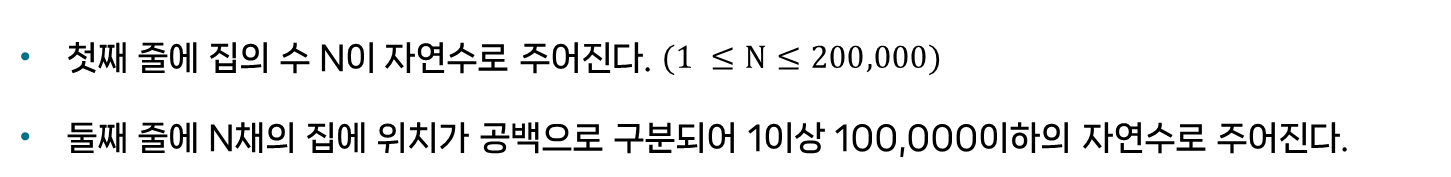 • 첫째 줄에 집의 수 N이 자연수로 주어진다. (1 ≤ N ≤ 200,000)
• 둘째 줄에 N채의 집에 위치가 공백으로 구분되어 1이상 100,000이하의 자연수로 주어진다.